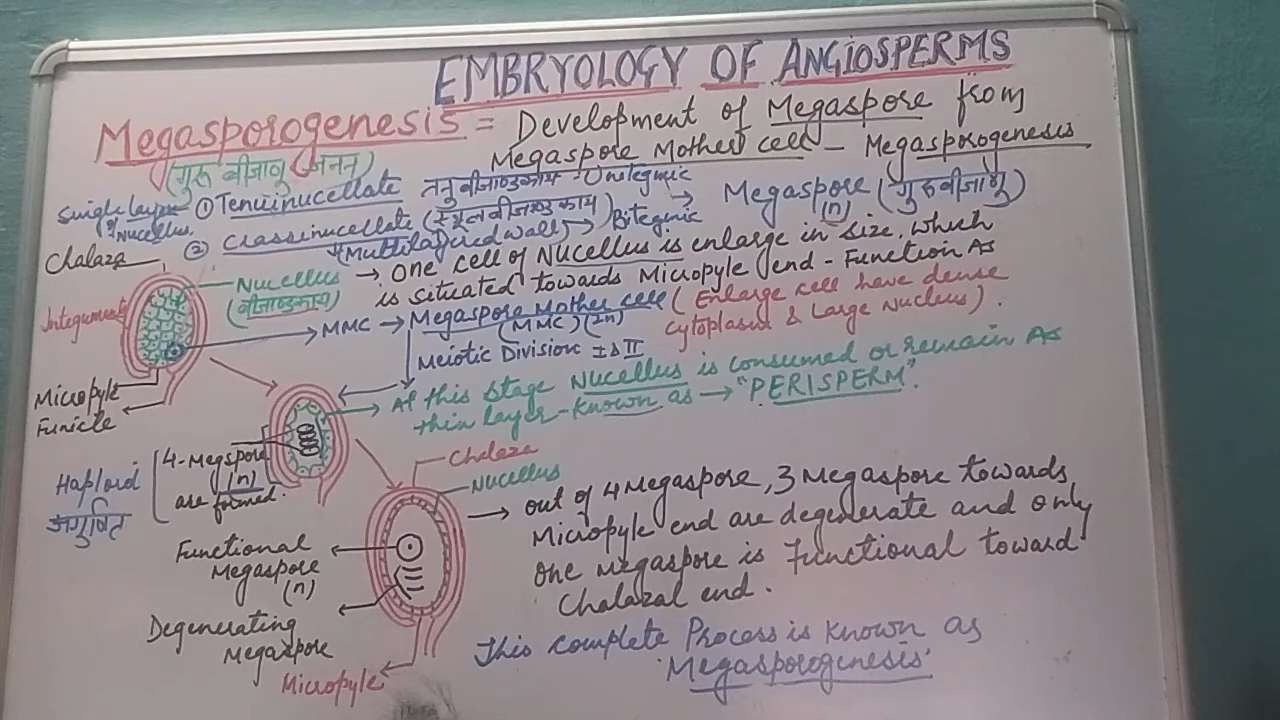 EMBRYOLOGY OF ANGIOSPERMS
Megasporogenesis = Development of Megaspore from
Megaspore Mother cell - Megasporogenesis
(गुरू बीजाणु जनन)
Single layer of Nucellus. ① Tenuinucellate तनुबीजाण्डकाय Unitegmic
② Crassinucellate (स्थूलबीजाण्डकाय)
Multilayered wall → Bitegmic
→ Megaspore (गुरूबीजाणु)
(n)
Chalaza
Nucellus
(बीजाण्डकाय)
→ One cell of Nucellus is enlarge in size, which
is situated towards Micropyle end - Function As
Integument
MMC → Megaspore Mother cell (Enlarge cell have dense
(MMC) (2n) Cytoplasm & Large Nucleus).
Meiotic Division I & II
Micropyle
Funicle
→ At this stage Nucellus is consumed or remain As
thin layer - known as → "PERISPERM".
4-Megspore
(n)
are formed.
Haploid
अगुणित
Chalaza
Nucellus
→ out of 4 Megaspore, 3 Megaspore towards
Micropyle end are degenerate and only
one megaspore is Functional toward
Chalazal end.
Functional
Megaspore
(n)
Degenerating
Megaspore
Micropyle
This complete Process is known as
'Megasporogenesis'